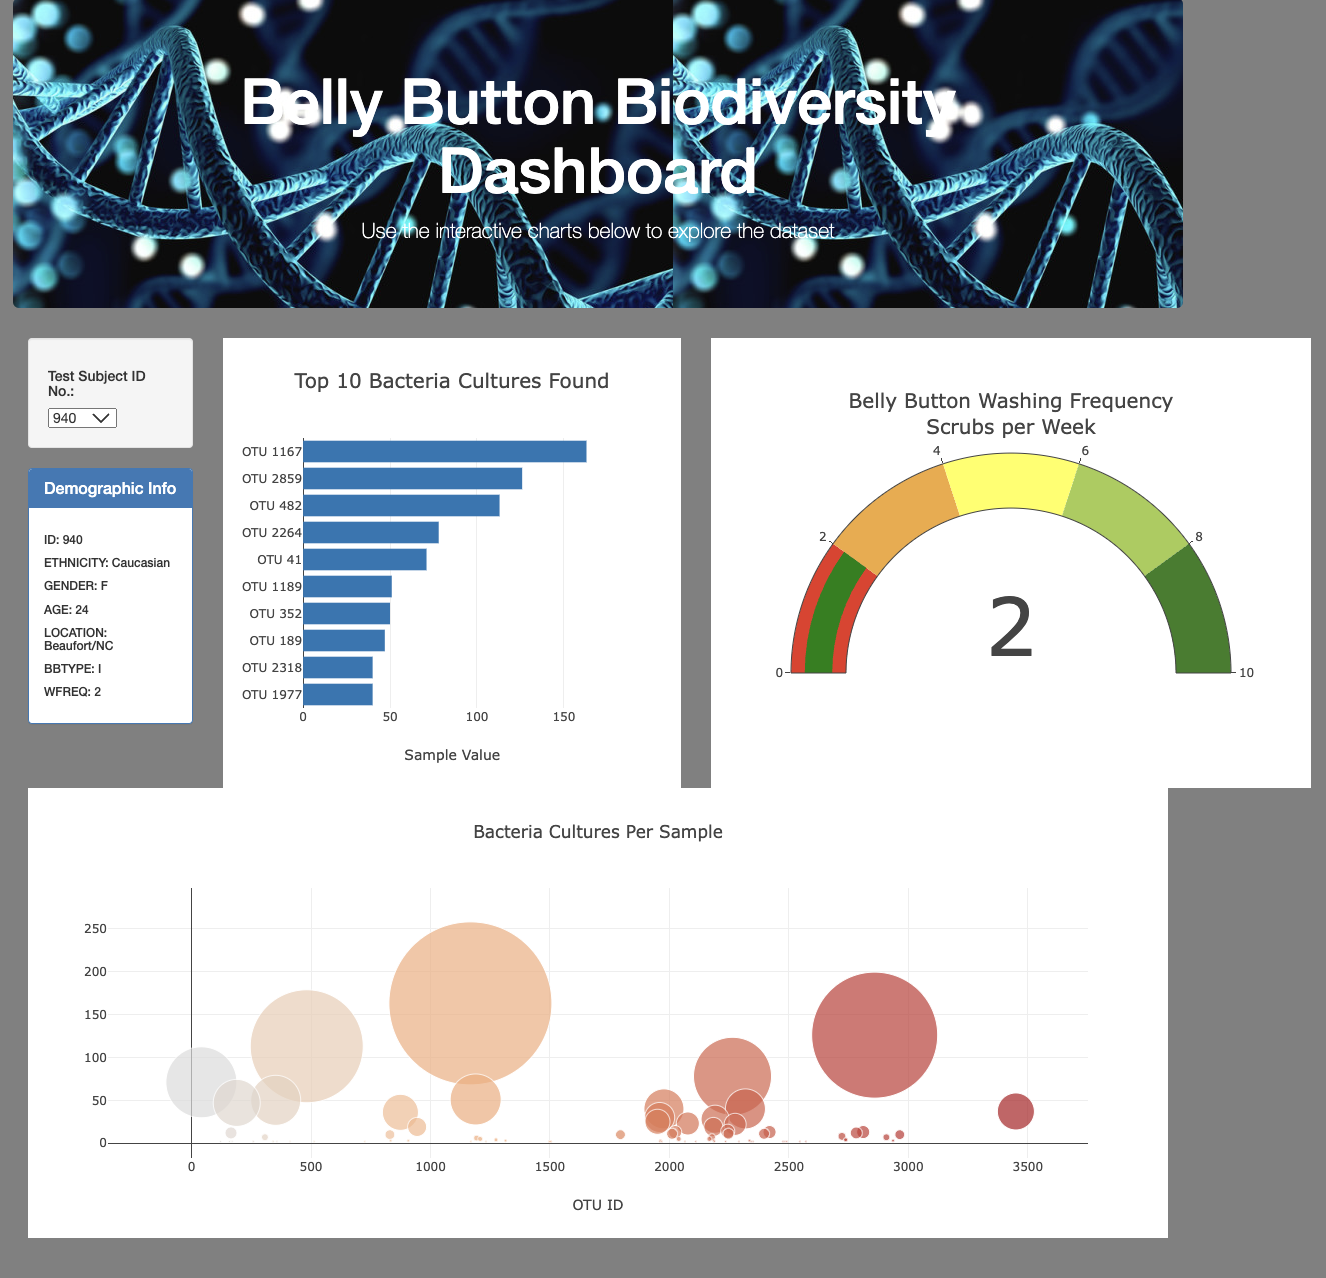 Belly Button Biodiversity
Dashboard
Use the interactive charts below to explore the dataset
Test Subject ID
No.:
940
Demographic Info
ID: 940
ETHNICITY: Caucasian
GENDER: F
AGE: 24
LOCATION:
Beaufort/NC
BBTYPE: I
WFREQ: 2
Top 10 Bacteria Cultures Found
OTU 1167
OTU 2859
OTU 482
OTU 2264
OTU 41
OTU 1189
OTU 352
OTU 189
OTU 2318
OTU 1977
0 50 100 150
Sample Value
Belly Button Washing Frequency
Scrubs per Week
4 6
2 8
2
0 10
Bacteria Cultures Per Sample
250
200
150
100
50
0
0 500 1000 1500 2000 2500 3000 3500
OTU ID